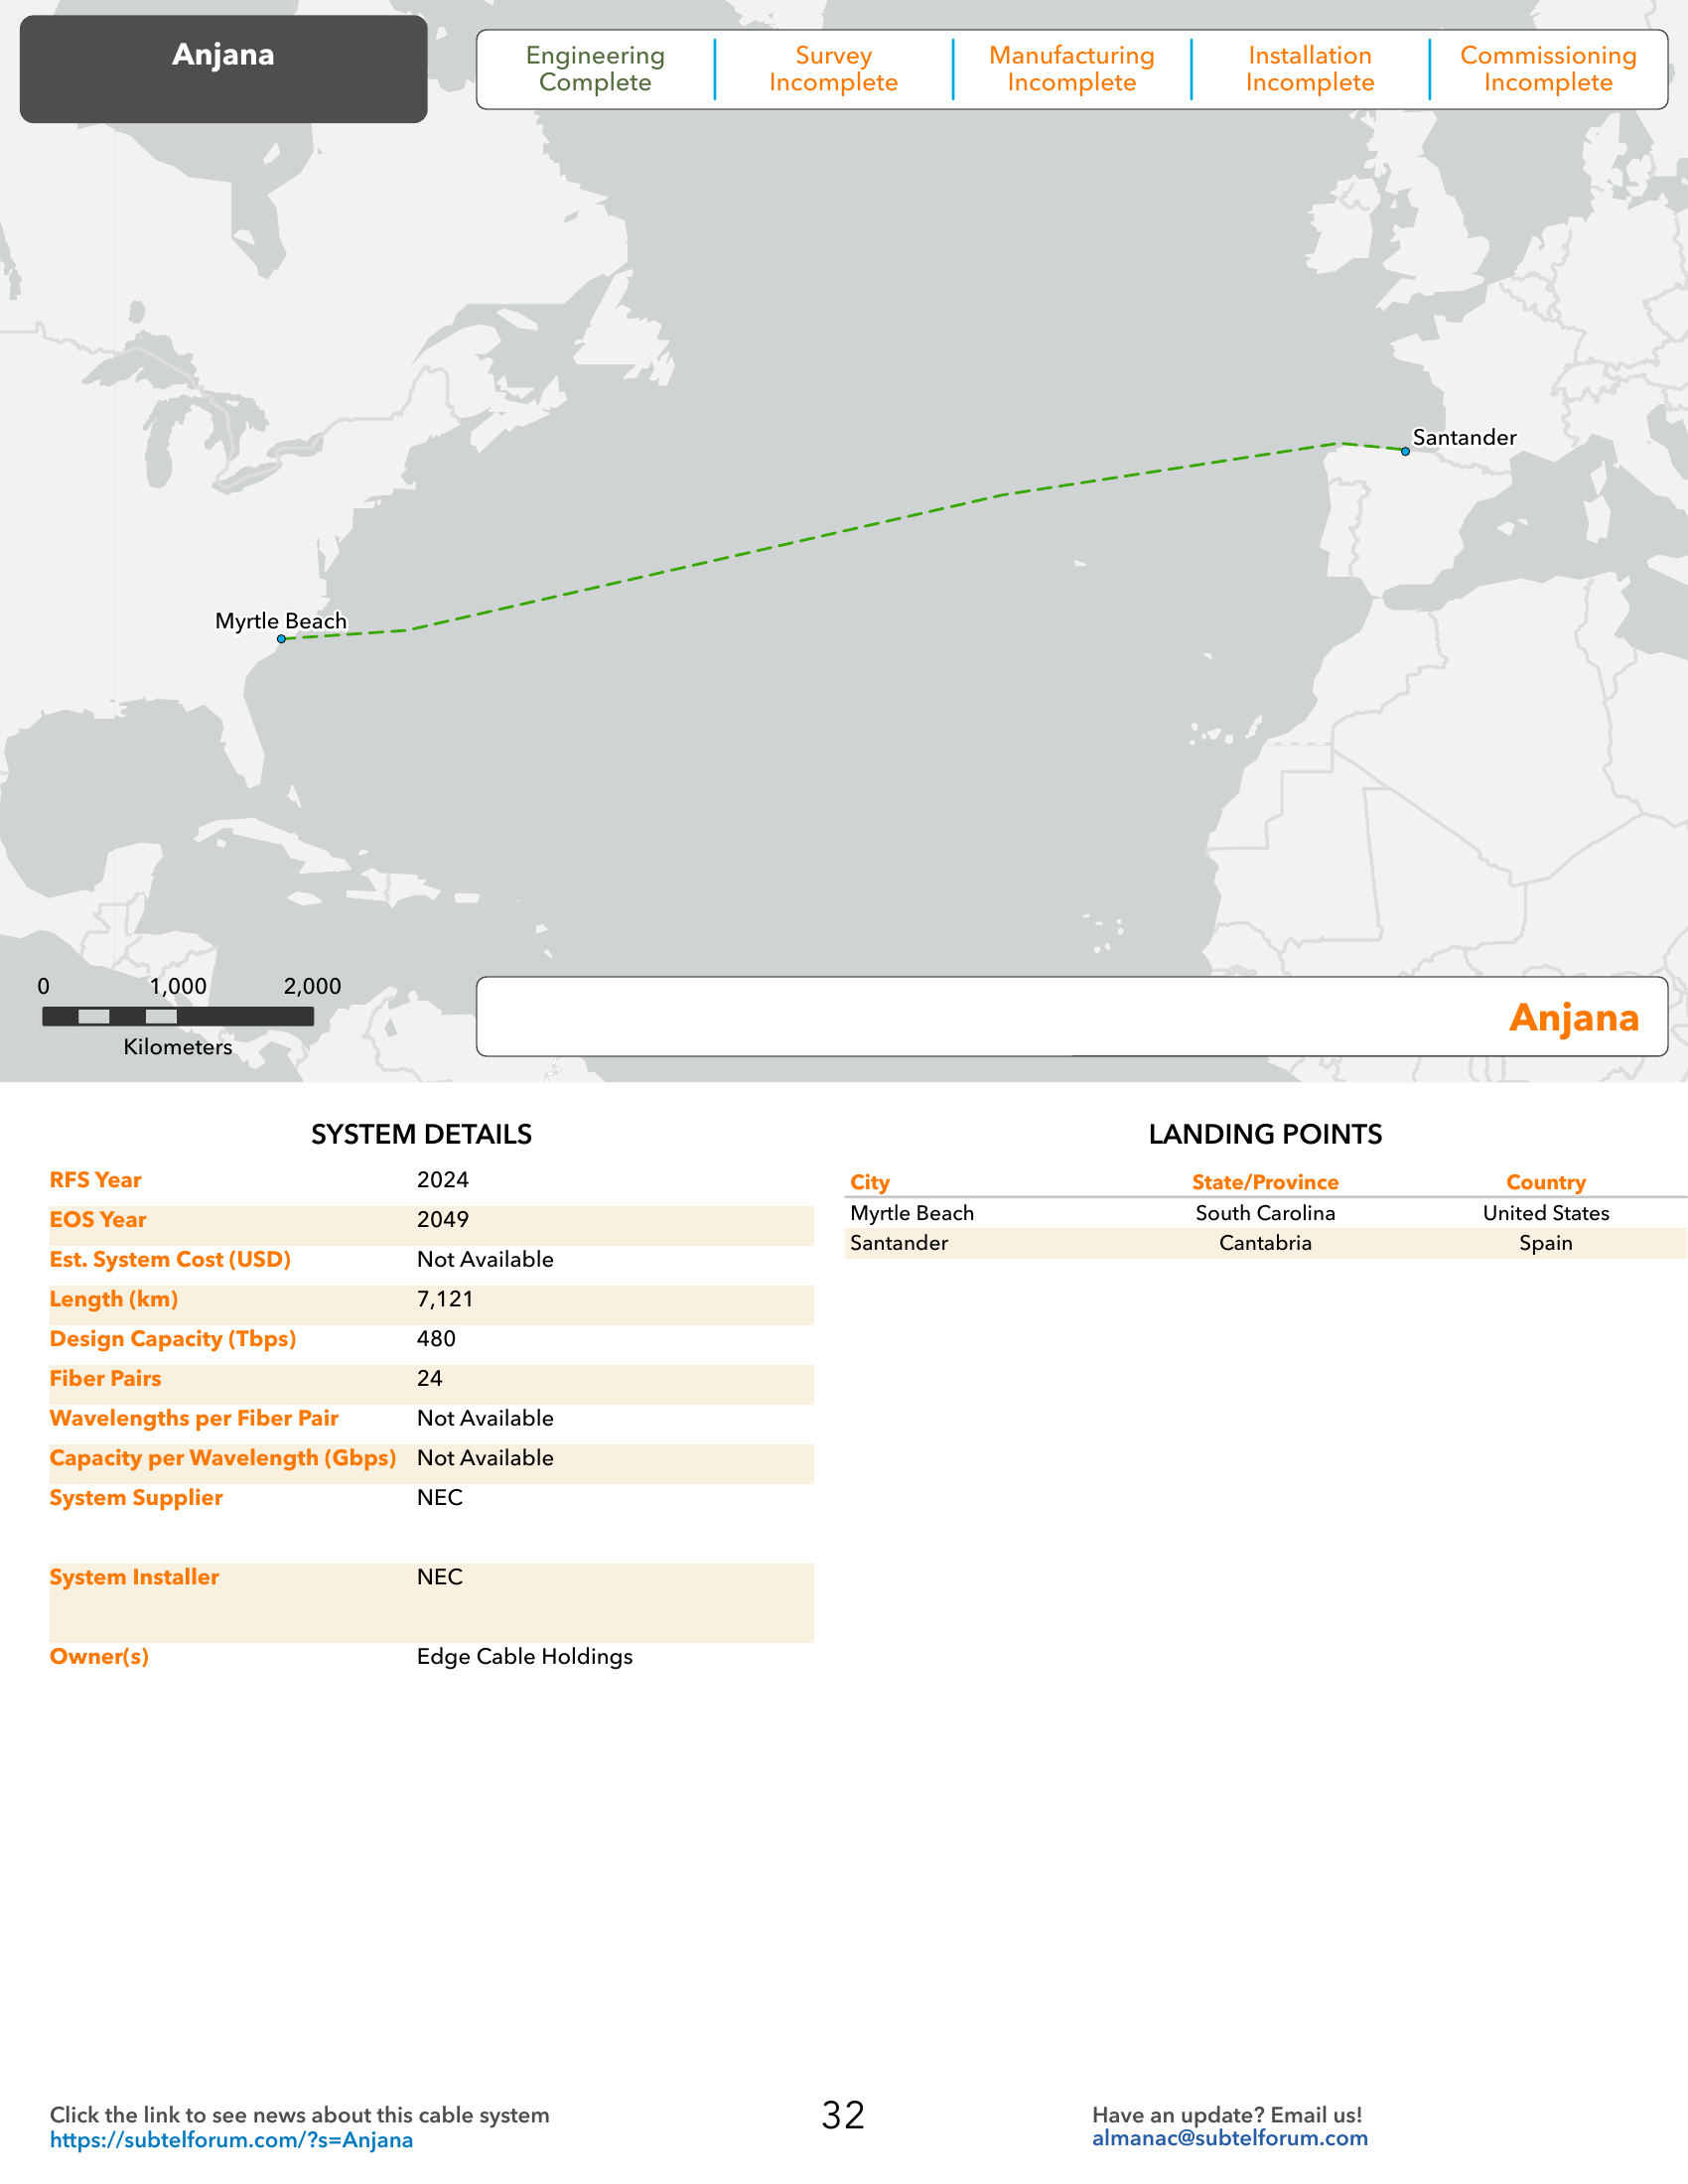 Anjana
Engineering
Complete
Survey
Incomplete
Manufacturing
Incomplete
Installation
Incomplete
Commissioning
Incomplete
Santander
Myrtle Beach
0 1,000 2,000
Kilometers
Anjana
SYSTEM DETAILS
RFS Year 2024
EOS Year 2049
Est. System Cost (USD) Not Available
Length (km) 7,121
Design Capacity (Tbps) 480
Fiber Pairs 24
Wavelengths per Fiber Pair Not Available
Capacity per Wavelength (Gbps) Not Available
System Supplier NEC
System Installer NEC
Owner(s) Edge Cable Holdings
LANDING POINTS
City State/Province Country
Myrtle Beach South Carolina United States
Santander Cantabria Spain
Click the link to see news about this cable system
https://subtelforum.com/?s=Anjana
32
Have an update? Email us!
almanac@subtelforum.com